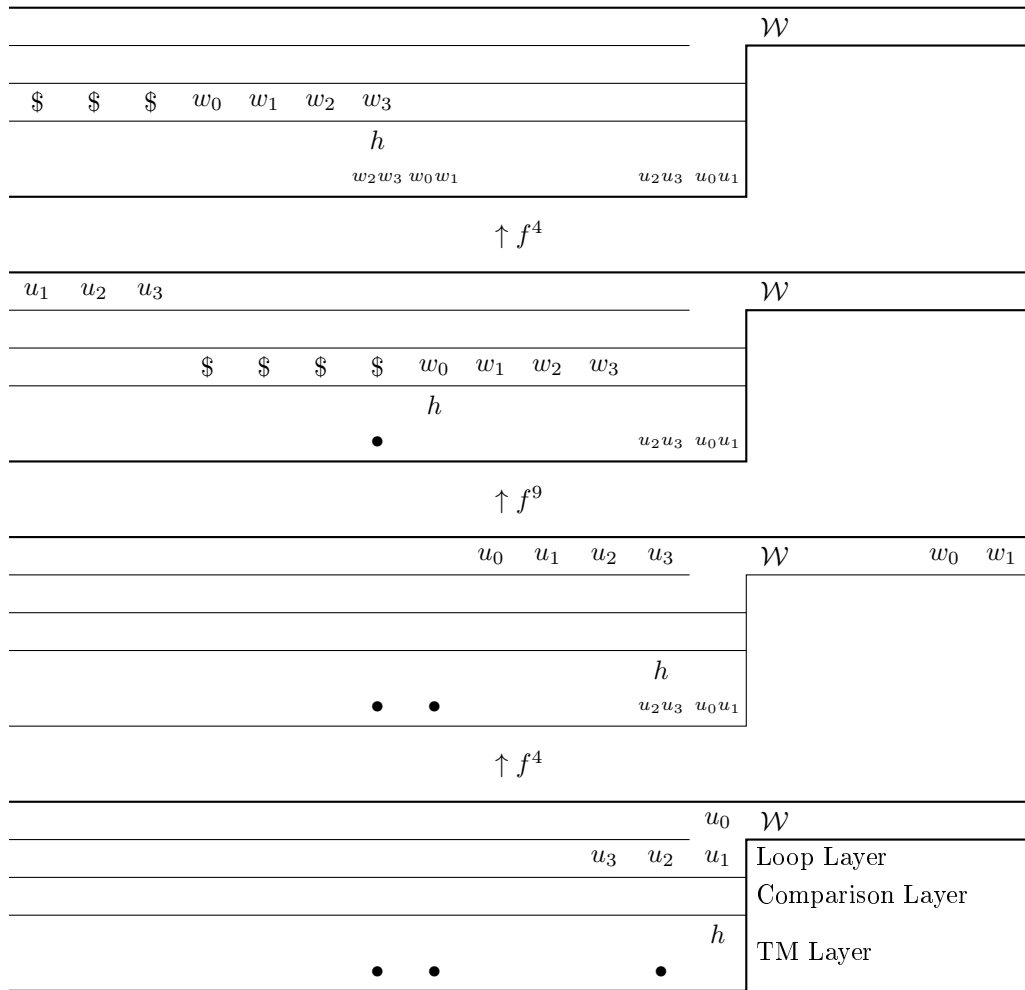 𝒲
$ $ $ w₀ w₁ w₂ w₃
h
w₂w₃ w₀w₁ u₂u₃ u₀u₁
↑ f⁴
u₁ u₂ u₃ 𝒲
$ $ $ $ w₀ w₁ w₂ w₃
h
• u₂u₃ u₀u₁
↑ f⁹
u₀ u₁ u₂ u₃ 𝒲 w₀ w₁
h
• • u₂u₃ u₀u₁
↑ f⁴
u₀ 𝒲
u₃ u₂ u₁ Loop Layer
Comparison Layer
h
TM Layer
• • •